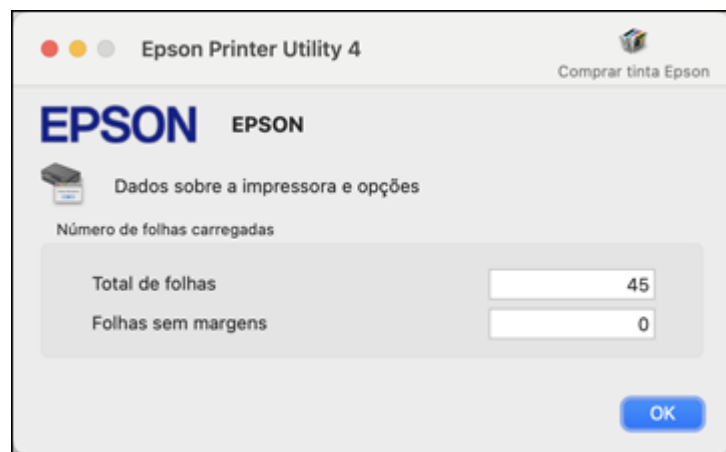 Epson Printer Utility 4
Comprar tinta Epson
EPSON EPSON
Dados sobre a impressora e opções
Número de folhas carregadas
Total de folhas 45
Folhas sem margens 0
OK